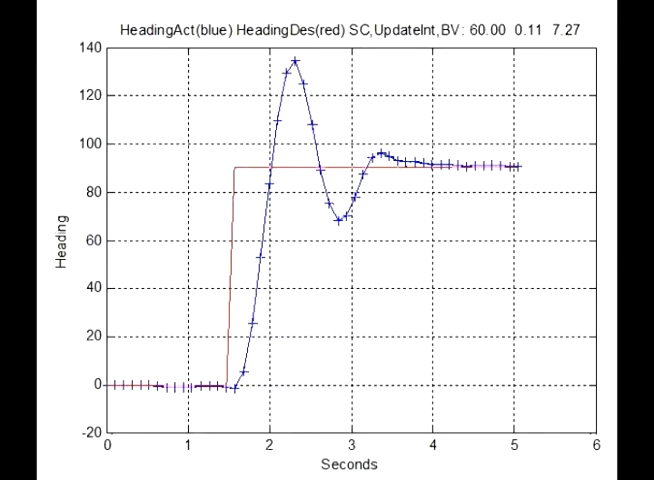 HeadingAct(blue) HeadingDes(red) SC,UpdateInt,BV: 60.00 0.11 7.27
140
120
100
80
60
40
20
0
-20
Heading
0 1 2 3 4 5 6
Seconds